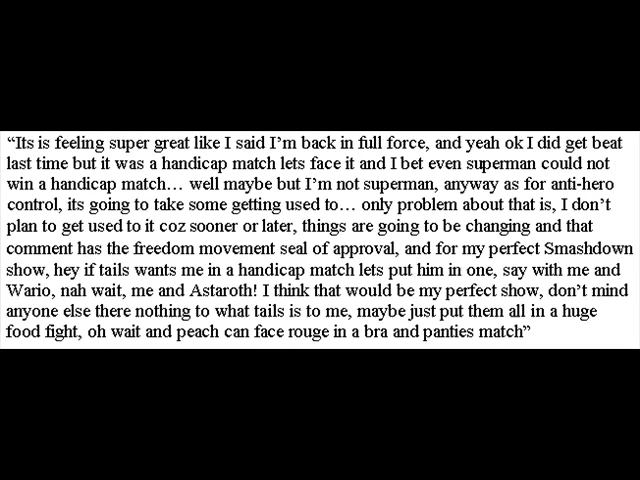 “Its is feeling super great like I said I’m back in full force, and yeah ok I did get beat
last time but it was a handicap match lets face it and I bet even superman could not
win a handicap match… well maybe but I’m not superman, anyway as for anti-hero
control, its going to take some getting used to… only problem about that is, I don’t
plan to get used to it coz sooner or later, things are going to be changing and that
comment has the freedom movement seal of approval, and for my perfect Smashdown
show, hey if tails wants me in a handicap match lets put him in one, say with me and
Wario, nah wait, me and Astaroth! I think that would be my perfect show, don’t mind
anyone else there nothing to what tails is to me, maybe just put them all in a huge
food fight, oh wait and peach can face rouge in a bra and panties match”